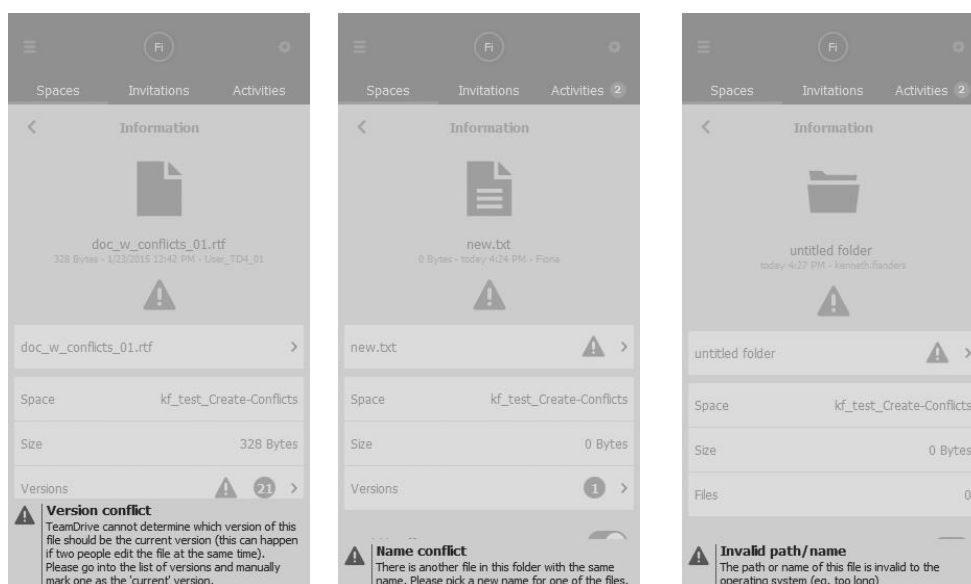 Fi
Spaces Invitations Activities
Information
doc_w_conflicts_01.rtf
328 Bytes - 1/23/2015 12:42 PM - User_TD4_01
doc_w_conflicts_01.rtf
Space kf_test_Create-Conflicts
Size 328 Bytes
Versions 21
Version conflict
TeamDrive cannot determine which version of this
file should be the current version (this can happen
if two people edit the file at the same time).
Please go into the list of versions and manually
mark one as the 'current' version.
Fi
Spaces Invitations Activities 2
Information
new.txt
0 Bytes - today 4:24 PM - Fiona
new.txt
Space kf_test_Create-Conflicts
Size 0 Bytes
Versions 1
Name conflict
There is another file in this folder with the same
name. Please pick a new name for one of the files.
Fi
Spaces Invitations Activities 2
Information
untitled folder
today 4:27 PM - kenneth.flanders
untitled folder
Space kf_test_Create-Conflicts
Size 0 Bytes
Files 0
Invalid path/name
The path or name of this file is invalid to the
operating system (eg. too long)